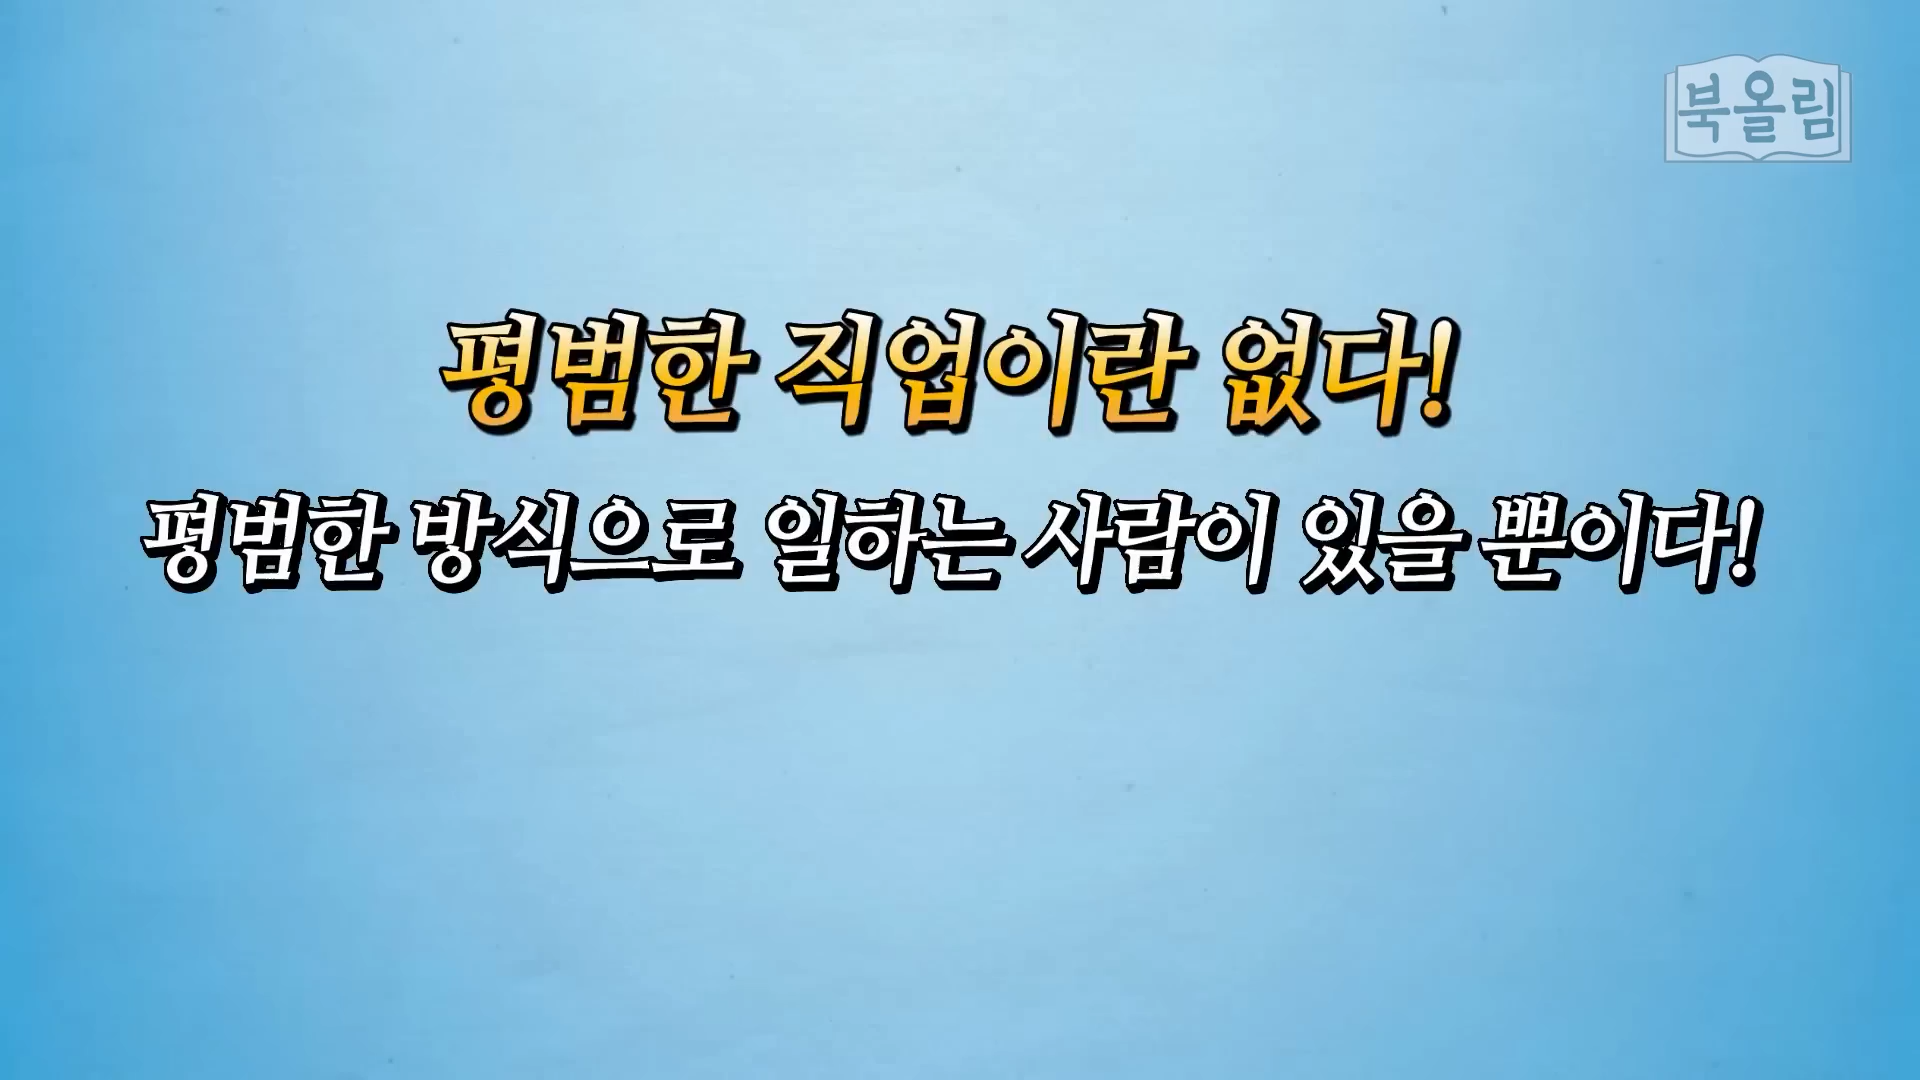 북올림
평범한 직업이란 없다!
평범한 방식으로 일하는 사람이 있을 뿐이다!